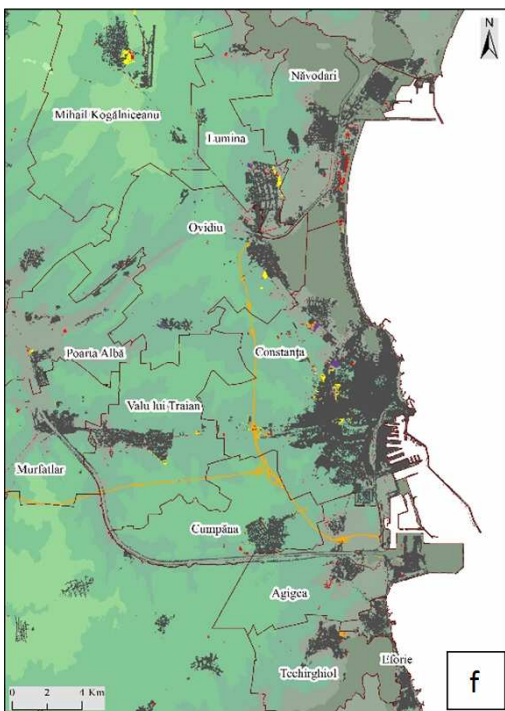 N
Năvodari
Mihail Kogălniceanu
Lumina
Ovidiu
Poarta Albă
Constanța
Valu lui Traian
Murfatlar
Cumpăna
Agigea
Techirghiol
Eforie
0 2 4 Km
f